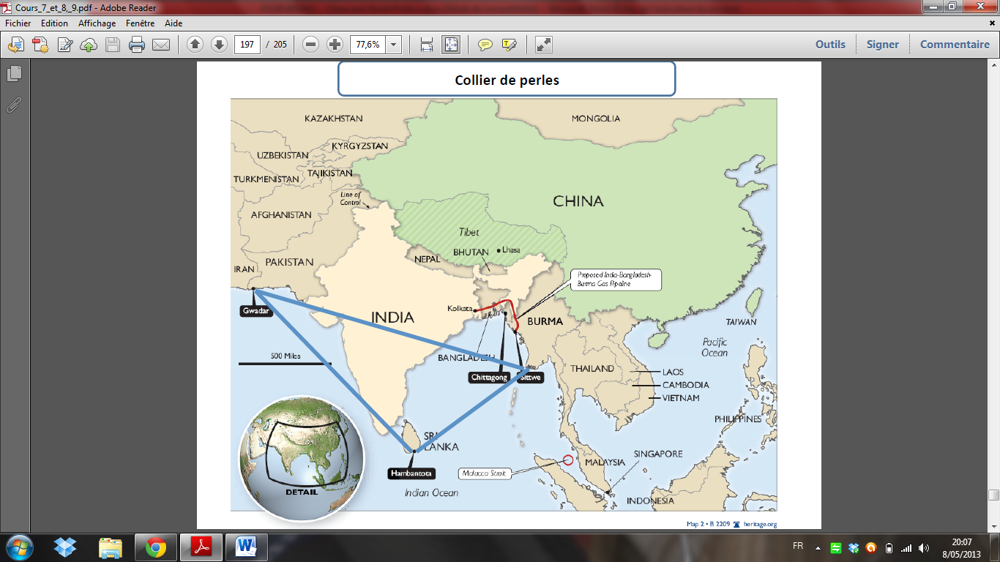 Cours_7_et_8,_9.pdf - Adobe Reader
Fichier Edition Affichage Fenêtre Aide
197 / 205 77,6% Outils Signer Commentaire
Collier de perles
KAZAKHSTAN
MONGOLIA
KYRGYZSTAN
UZBEKISTAN
TAJIKISTAN
TURKMENISTAN
Line of
Control
CHINA
AFGHANISTAN
Tibet
Lhasa
BHUTAN
NEPAL
PAKISTAN
IRAN
Proposed India-Bangladesh-
Burma Gas Pipeline
Gwadar
Kolkata
INDIA
BURMA
TAIWAN
Pacific
Ocean
500 Miles
BANGLADESH
THAILAND
LAOS
Chittagong
Sittwe
CAMBODIA
VIETNAM
PHILIPPINES
SRI
LANKA
SINGAPORE
MALAYSIA
Hambantota
Malacca Strait
DETAIL
Indian Ocean
INDONESIA
Map 2 • B 2209 heritage.org
FR
20:07
8/05/2013